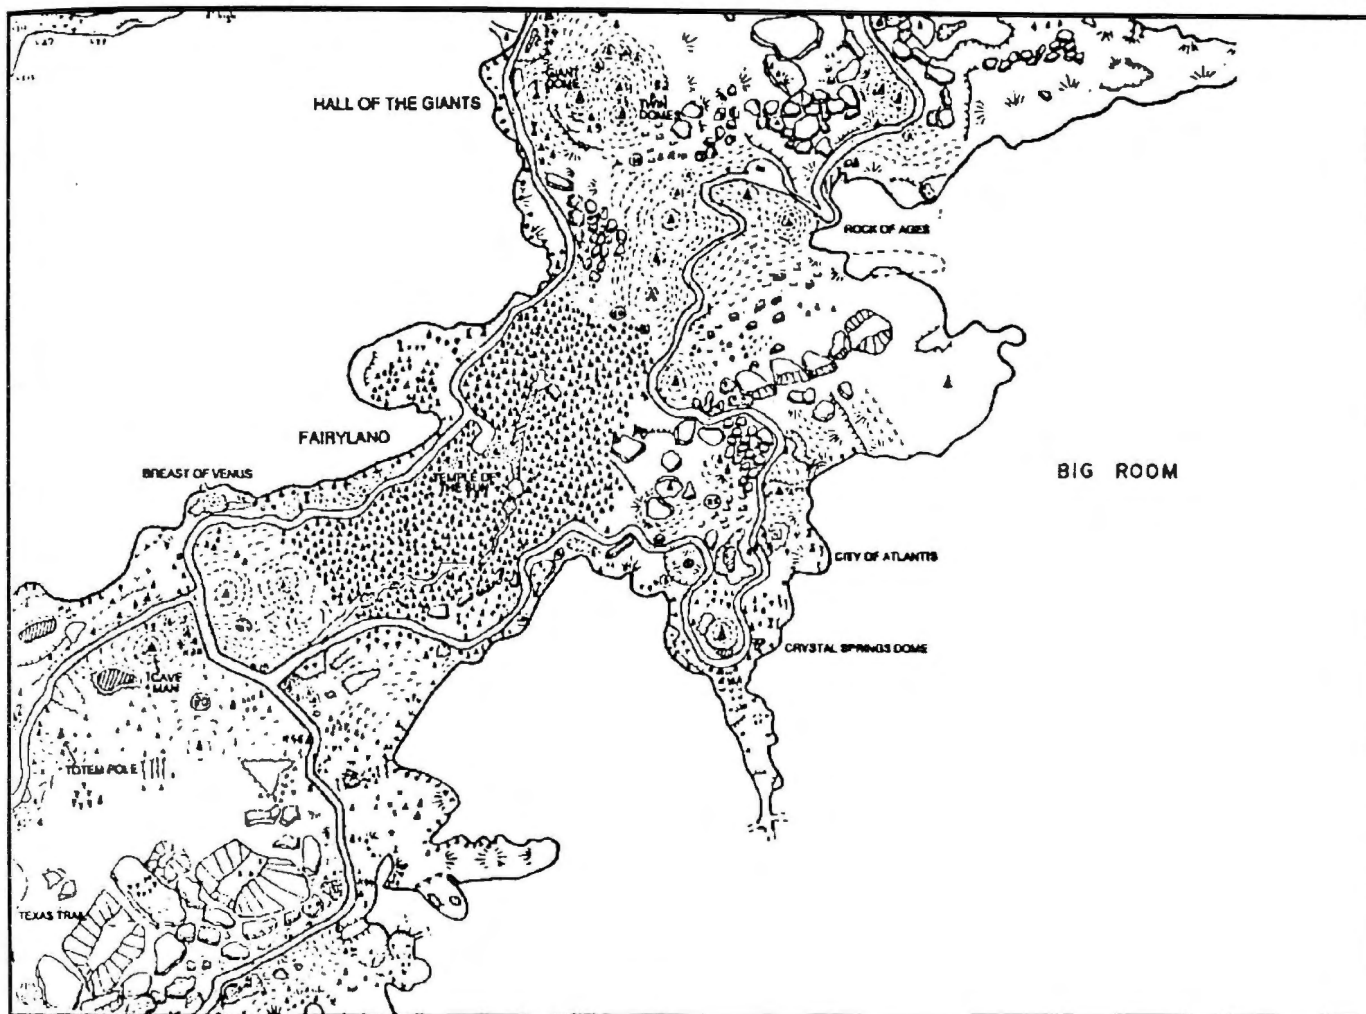 GIANT
DOME
82
TWIN
DOMES
HALL OF THE GIANTS
ROCK OF AGES
FAIRYLAND
BREAST OF VENUS
TEMPLE OF
THE SUN
BIG ROOM
CITY OF ATLANTIS
CRYSTAL SPRINGS DOME
CAVE
MAN
TOTEM POLE
TEXAS TRAIL